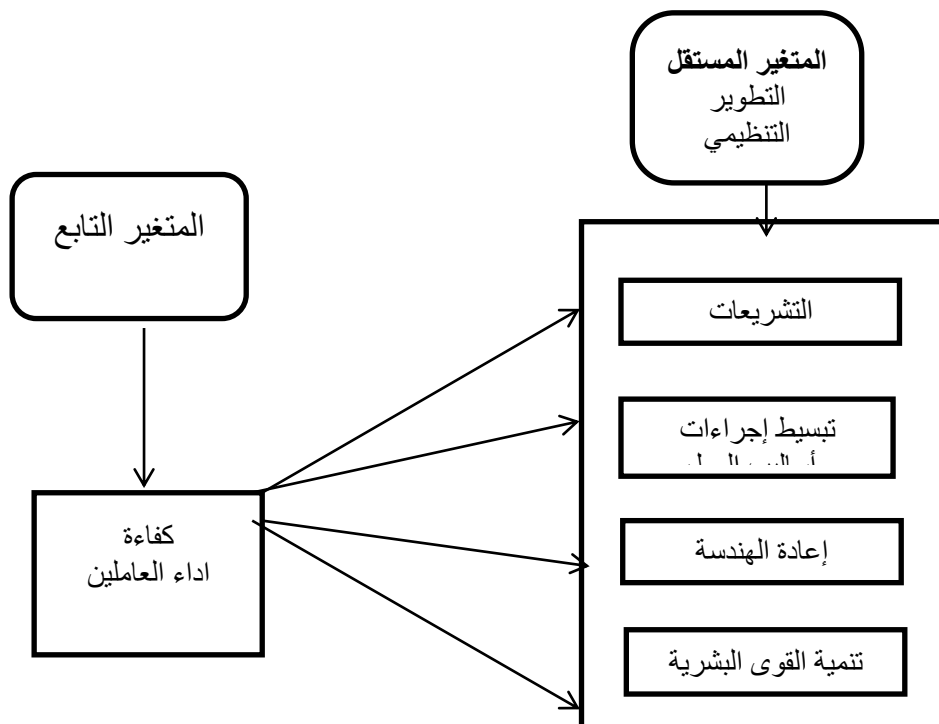 المتغير المستقل
التطوير
التنظيمي
المتغير التابع
التشريعات
تبسيط إجراءات
إعادة الهندسة
تنمية القوى البشرية
كفاءة
اداء العاملين